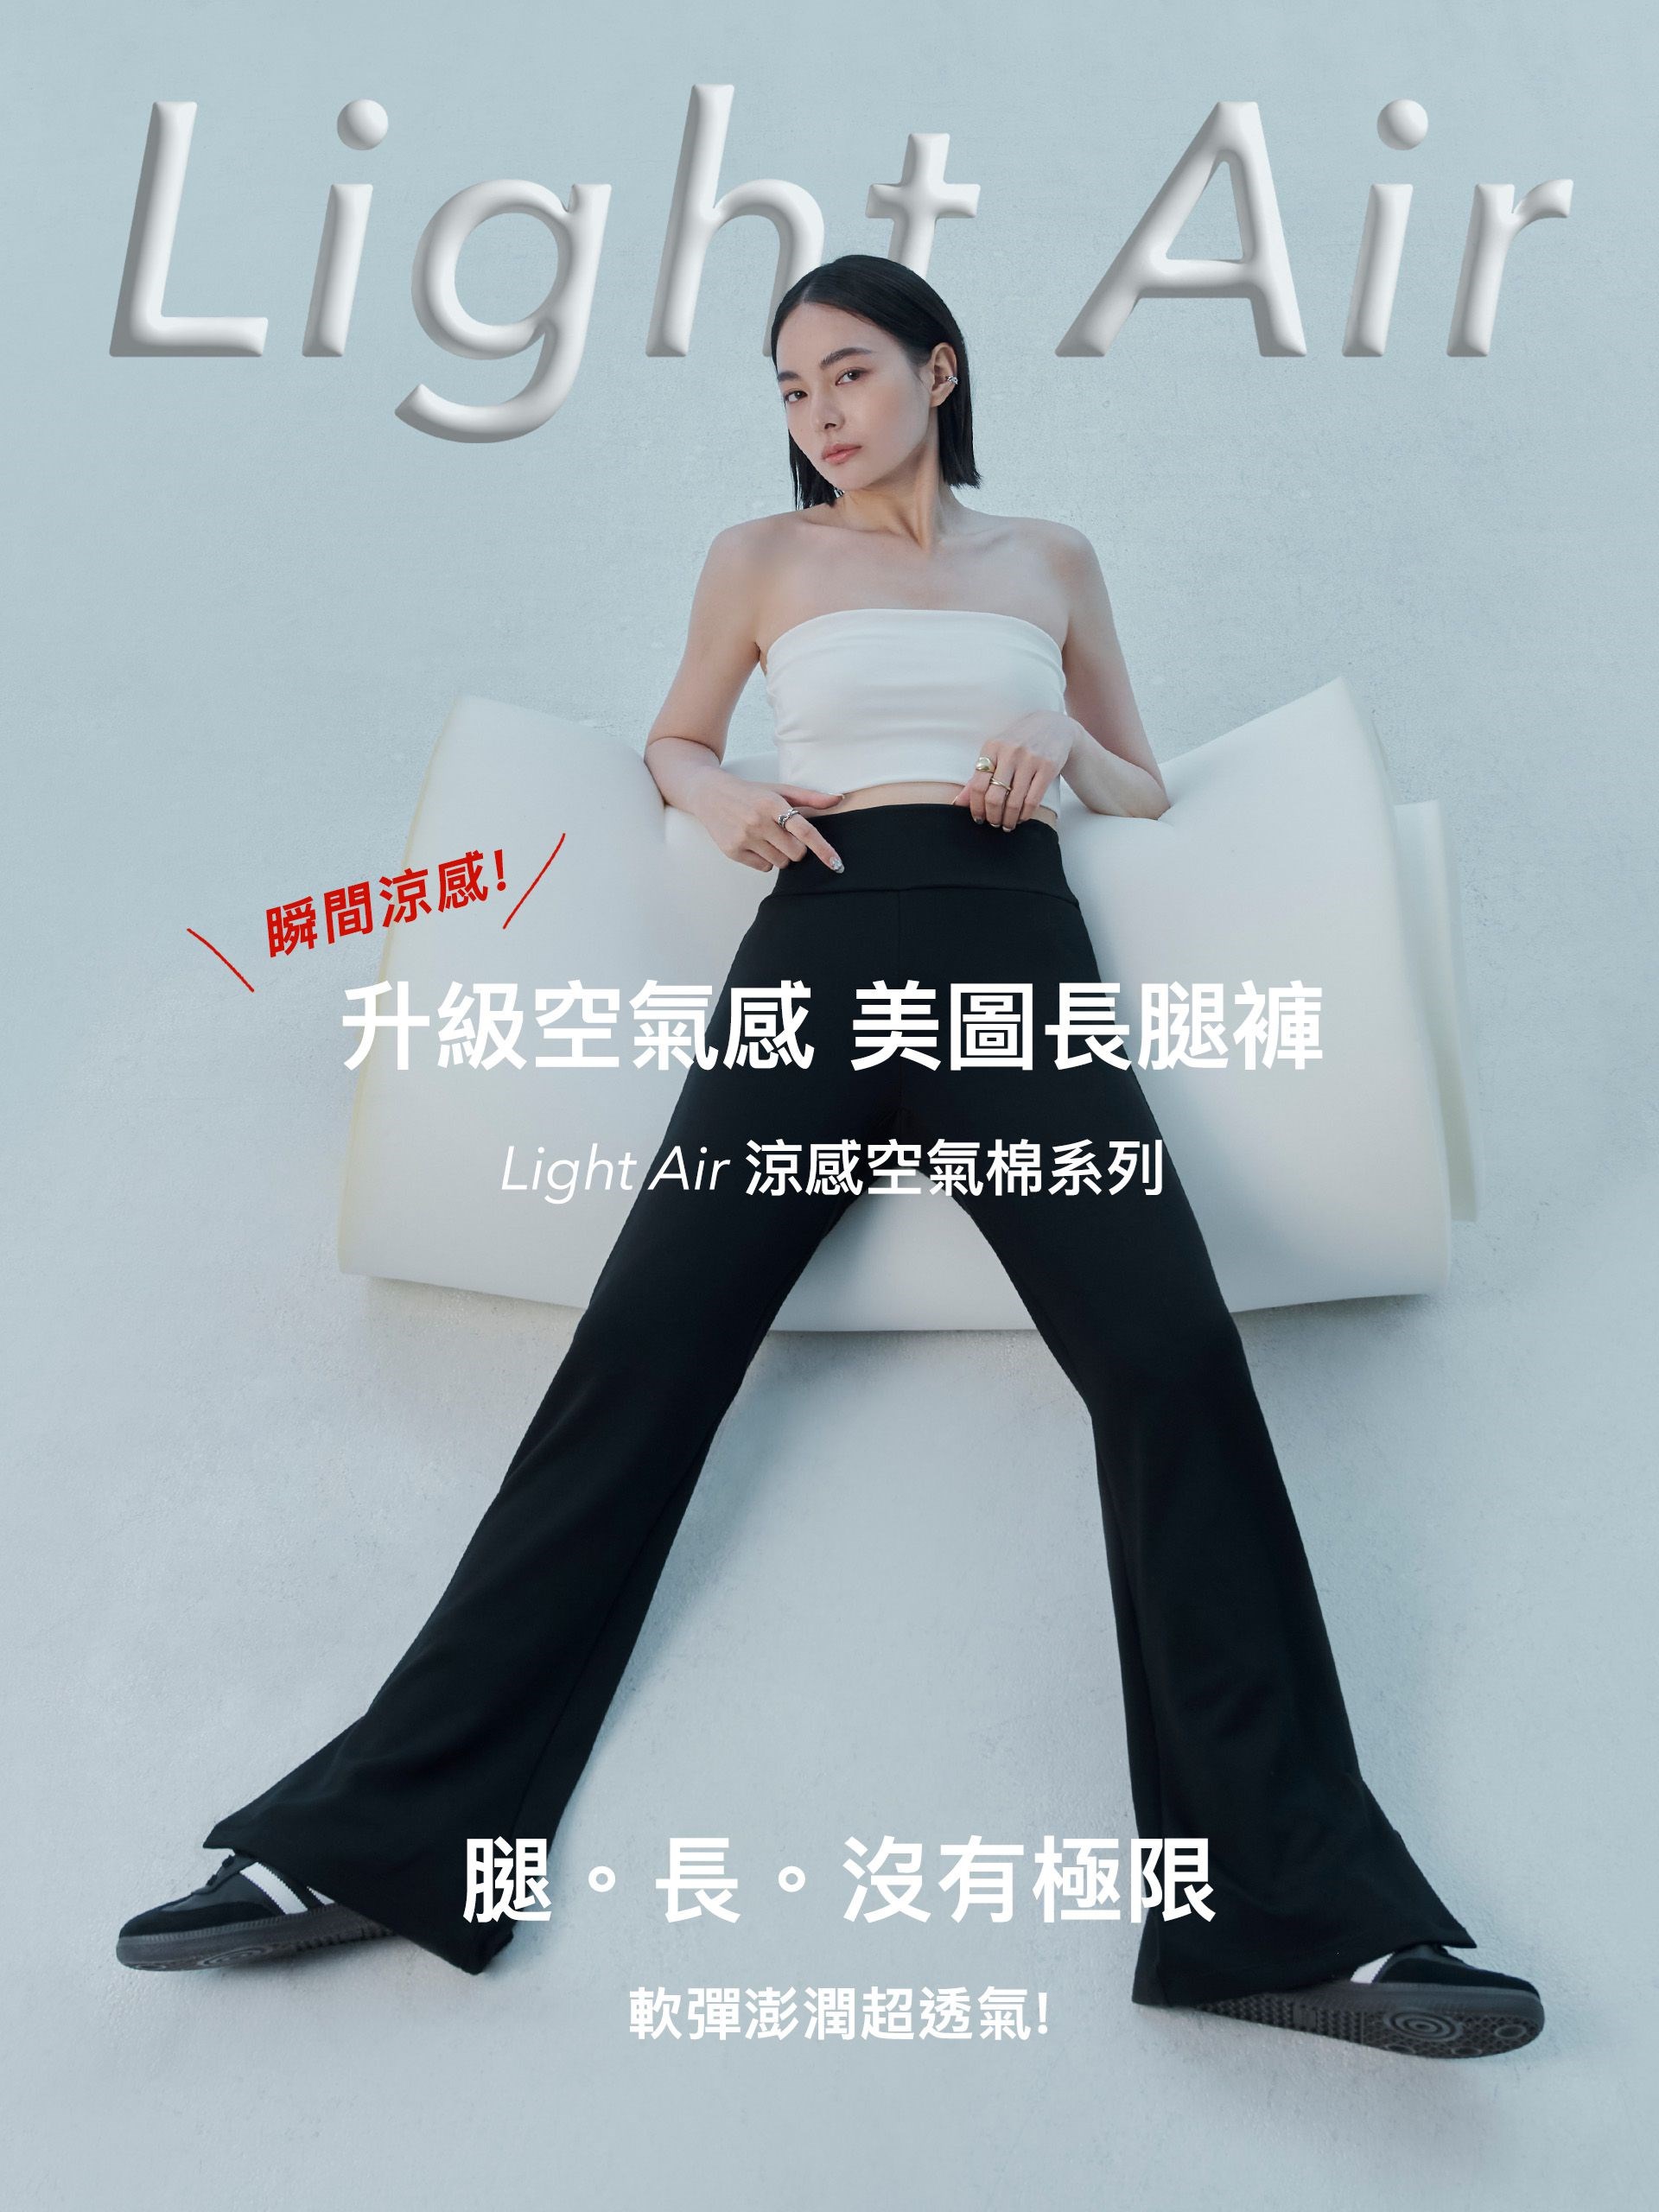 Light Air
瞬間涼感!
升級空氣感 美圖長腿褲
Light Air 涼感空氣棉系列
腿。長。沒有極限
軟彈澎潤超透氣!